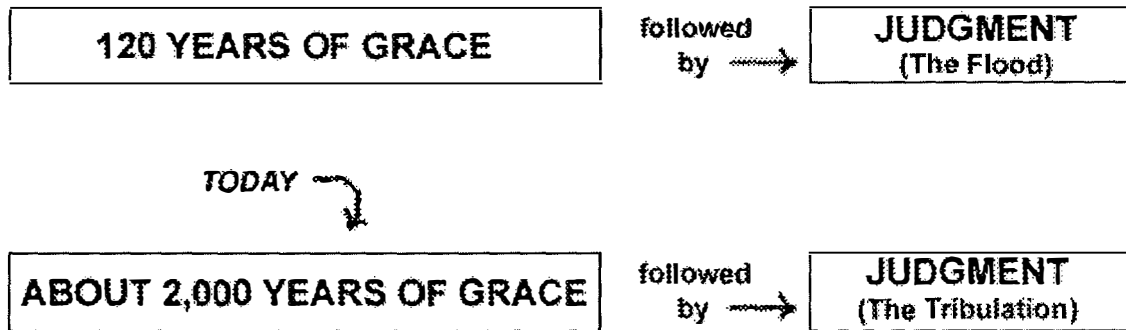 120 YEARS OF GRACE
followed
by
JUDGMENT
(The Flood)
TODAY
ABOUT 2,000 YEARS OF GRACE
followed
by
JUDGMENT
(The Tribulation)